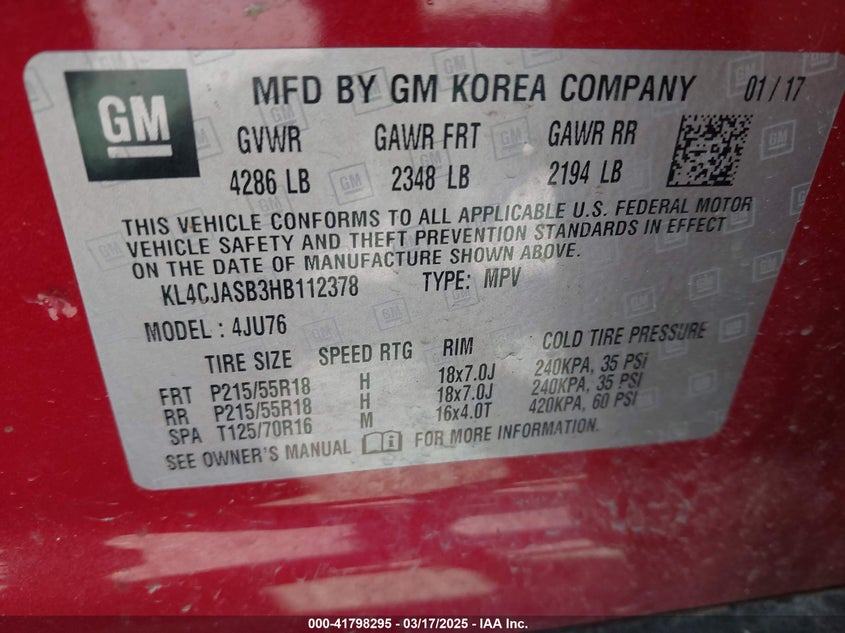 GM
MFD BY GM KOREA COMPANY 01/17
GVWR GAWR FRT GAWR RR
4286 LB 2348 LB 2194 LB
THIS VEHICLE CONFORMS TO ALL APPLICABLE U.S. FEDERAL MOTOR
VEHICLE SAFETY AND THEFT PREVENTION STANDARDS IN EFFECT
ON THE DATE OF MANUFACTURE SHOWN ABOVE.
KL4CJASB3HB112378 TYPE: MPV
MODEL : 4JU76
TIRE SIZE SPEED RTG RIM COLD TIRE PRESSURE
FRT P215/55R18 H 18x7.0J 240KPA, 35 PSI
RR P215/55R18 H 18x7.0J 240KPA, 35 PSI
SPA T125/70R16 M 16x4.0T 420KPA, 60 PSI
SEE OWNER'S MANUAL FOR MORE INFORMATION.
000-41798295 — 03/17/2025 — IAA Inc.